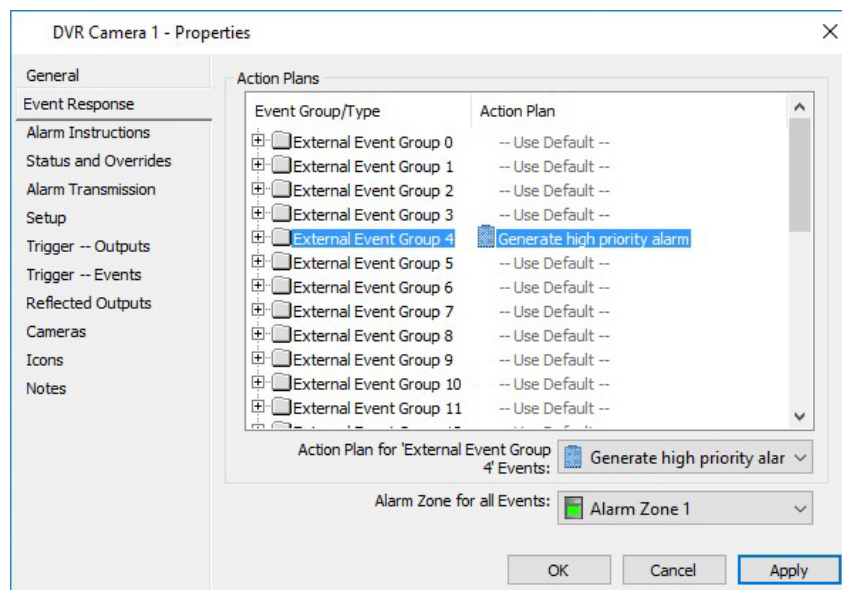 DVR Camera 1 - Properties
General
Event Response
Alarm Instructions
Status and Overrides
Alarm Transmission
Setup
Trigger -- Outputs
Trigger -- Events
Reflected Outputs
Cameras
Icons
Notes
Action Plans
Event Group/Type Action Plan
External Event Group 0 -- Use Default --
External Event Group 1 -- Use Default --
External Event Group 2 -- Use Default --
External Event Group 3 -- Use Default --
External Event Group 4 Generate high priority alarm
External Event Group 5 -- Use Default --
External Event Group 6 -- Use Default --
External Event Group 7 -- Use Default --
External Event Group 8 -- Use Default --
External Event Group 9 -- Use Default --
External Event Group 10 -- Use Default --
External Event Group 11 -- Use Default --
Action Plan for 'External Event Group
4' Events: Generate high priority alar
Alarm Zone for all Events: Alarm Zone 1
OK Cancel Apply